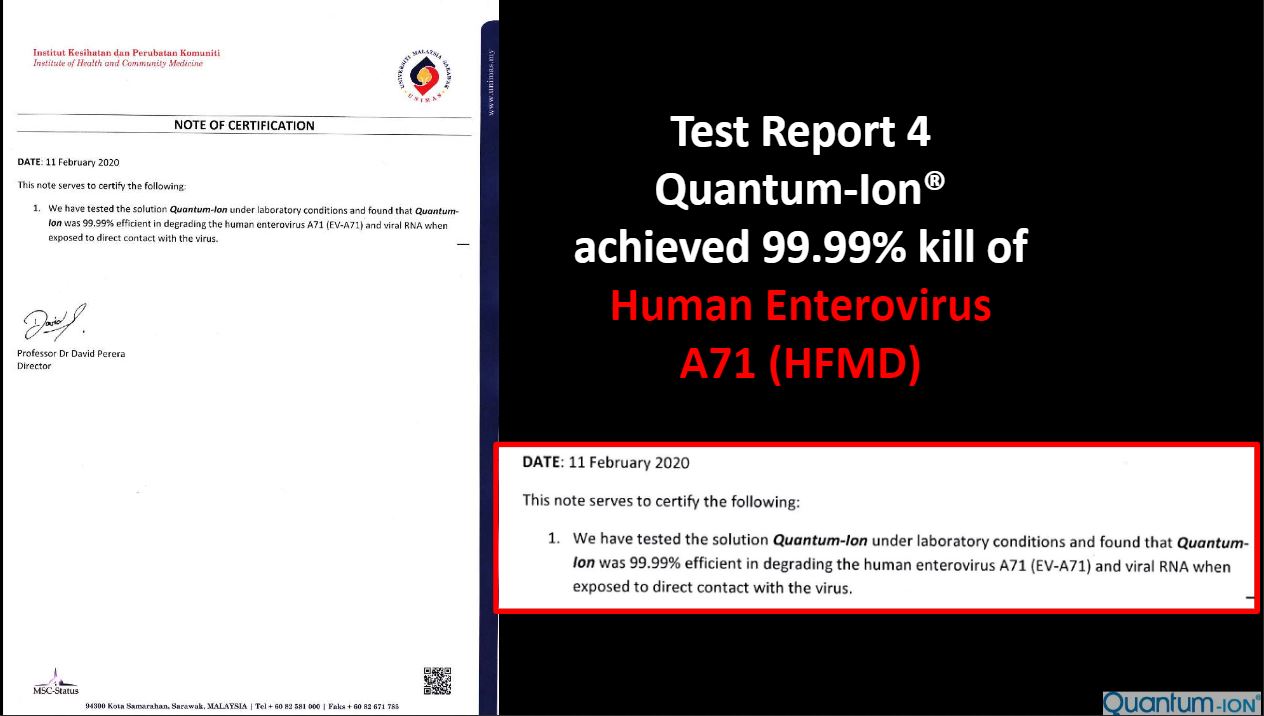 Institut Kesihatan dan Perubatan Komuniti
Institute of Health and Community Medicine
UNIVERSITI MALAYSIA SARAWAK
UNIMAS
www.unimas.my
NOTE OF CERTIFICATION
DATE: 11 February 2020
This note serves to certify the following:
1. We have tested the solution Quantum-Ion under laboratory conditions and found that Quantum-
Ion was 99.99% efficient in degrading the human enterovirus A71 (EV-A71) and viral RNA when
exposed to direct contact with the virus.
David
Professor Dr David Perera
Director
MSC-Status
94300 Kota Samarahan, Sarawak, MALAYSIA | Tel + 60 82 581 000 | Faks + 60 82 671 785
Test Report 4
Quantum-Ion®
achieved 99.99% kill of
Human Enterovirus
A71 (HFMD)
DATE: 11 February 2020
This note serves to certify the following:
1. We have tested the solution Quantum-Ion under laboratory conditions and found that Quantum-
Ion was 99.99% efficient in degrading the human enterovirus A71 (EV-A71) and viral RNA when
exposed to direct contact with the virus.
Quantum-ION®